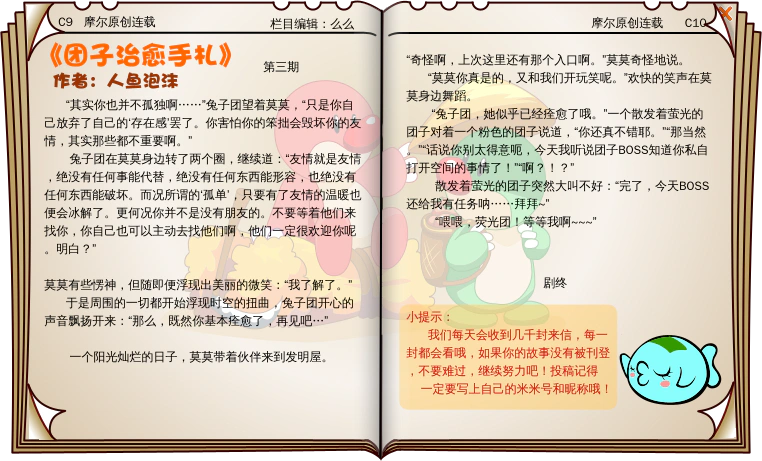 C9 摩尔原创连载
栏目编辑：么么
《团子治愈手札》
作者：人鱼泡沫
第三期
“其实你也并不孤独啊……”兔子团望着莫莫，“只是你自
己放弃了自己的‘存在感’罢了。你害怕你的笨拙会毁坏你的友
情，其实那些都不重要啊。”
兔子团在莫莫身边转了两个圈，继续道：“友情就是友情
，绝没有任何事能代替，绝没有任何东西能形容，也绝没有
任何东西能破坏。而况所谓的‘孤单’，只要有了友情的温暖也
便会冰解了。更何况你并不是没有朋友的。不要等着他们来
找你，你自己也可以主动去找他们啊，他们一定很欢迎你呢
。明白？”
莫莫有些愣神，但随即便浮现出美丽的微笑：“我了解了。”
于是周围的一切都开始浮现时空的扭曲，兔子团开心的
声音飘扬开来：“那么，既然你基本痊愈了，再见吧…”
一个阳光灿烂的日子，莫莫带着伙伴来到发明屋。
摩尔原创连载 C10
“奇怪啊，上次这里还有那个入口啊。”莫莫奇怪地说。
“莫莫你真是的，又和我们开玩笑呢。”欢快的笑声在莫
莫身边舞蹈。
“兔子团，她似乎已经痊愈了哦。”一个散发着萤光的
团子对着一个粉色的团子说道，“你还真不错耶。”“那当然
。”“话说你别太得意呃，今天我听说团子BOSS知道你私自
打开空间的事情了！”“啊？！？”
散发着萤光的团子突然大叫不好：“完了，今天BOSS
还给我有任务呐……拜拜~”
“喂喂，荧光团！等等我啊~~~”
剧终
小提示：
我们每天会收到几千封来信，每一
封都会看哦，如果你的故事没有被刊登
，不要难过，继续努力吧！投稿记得
一定要写上自己的米米号和昵称哦！